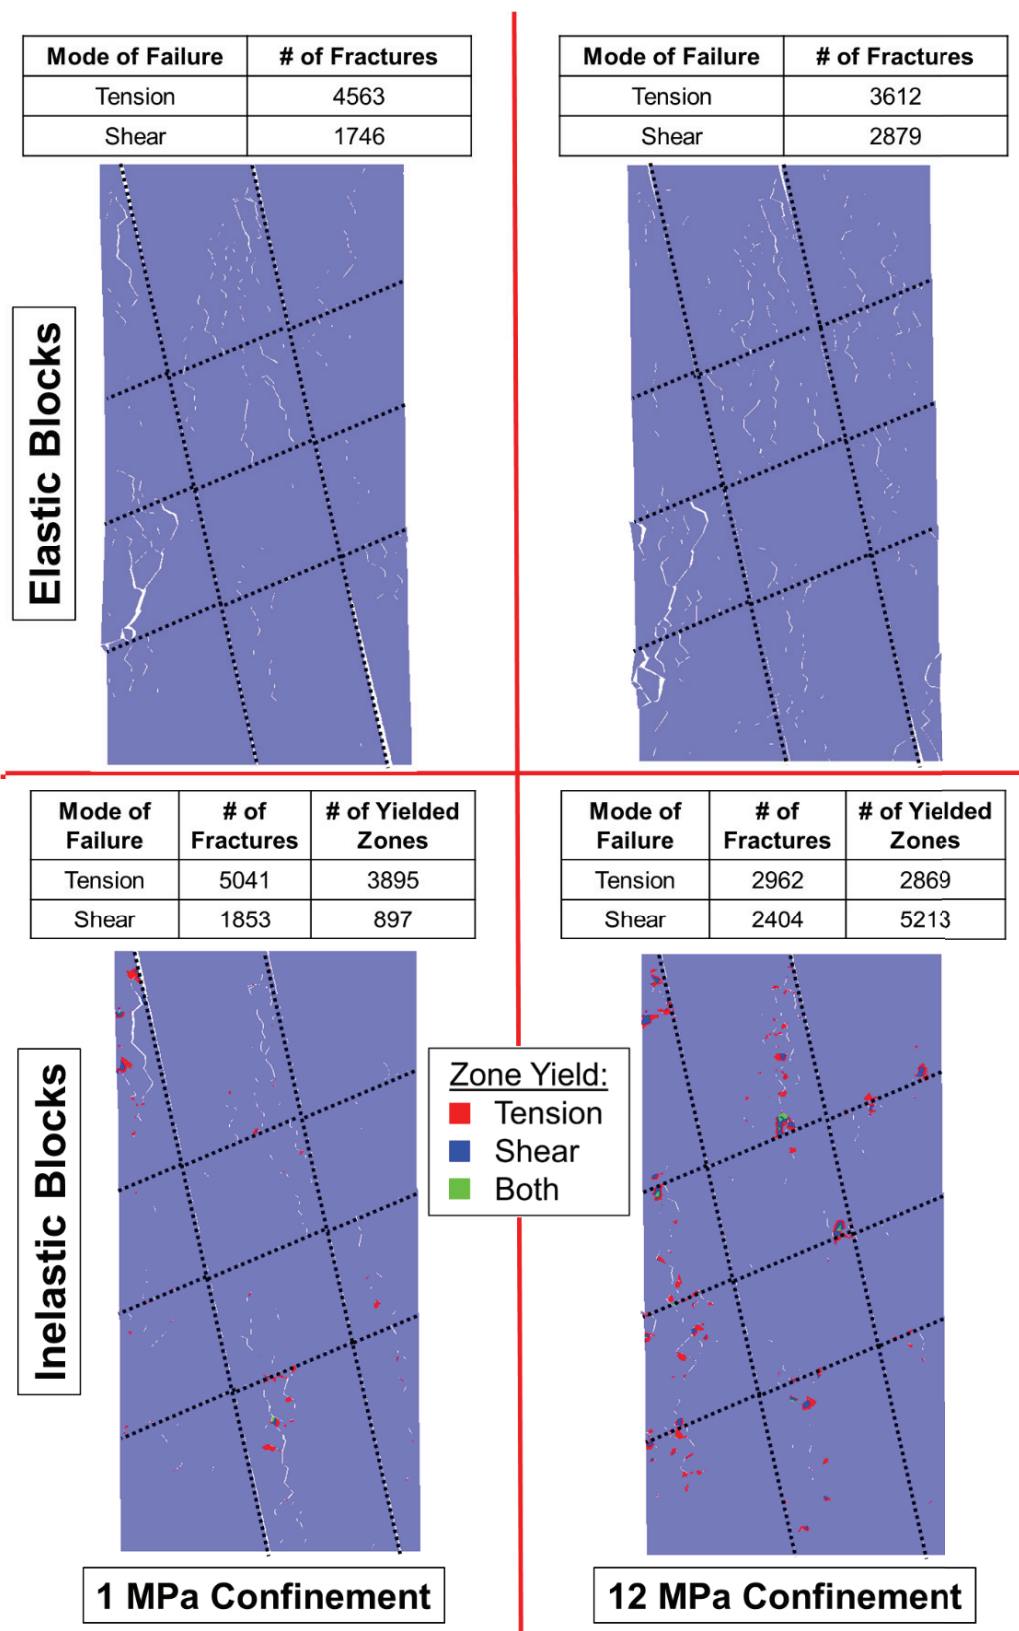 Mode of Failure # of Fractures
Tension 4563
Shear 1746
Mode of Failure # of Fractures
Tension 3612
Shear 2879
Elastic Blocks
Mode of Failure # of Fractures # of Yielded Zones
Tension 5041 3895
Shear 1853 897
Mode of Failure # of Fractures # of Yielded Zones
Tension 2962 2869
Shear 2404 5213
Inelastic Blocks
Zone Yield:
Tension
Shear
Both
1 MPa Confinement
12 MPa Confinement